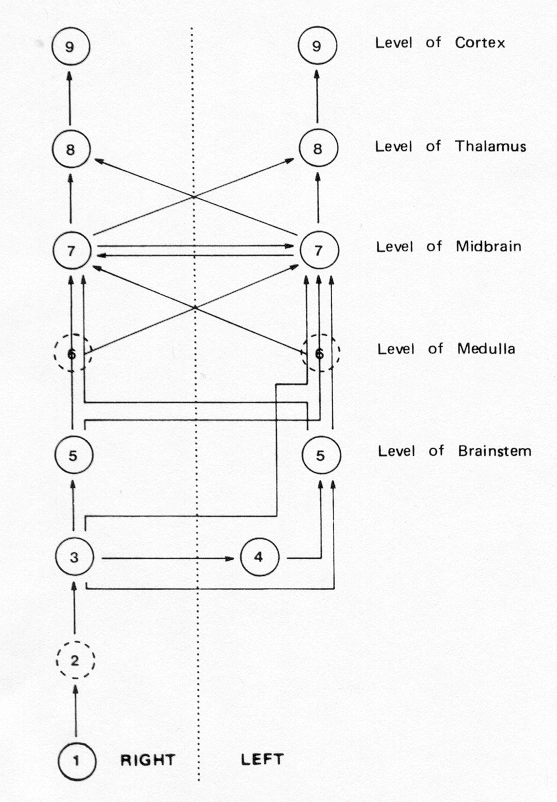 9 9 Level of Cortex
8 8 Level of Thalamus
7 7 Level of Midbrain
6 6 Level of Medulla
5 5 Level of Brainstem
3 4
2
1 RIGHT LEFT